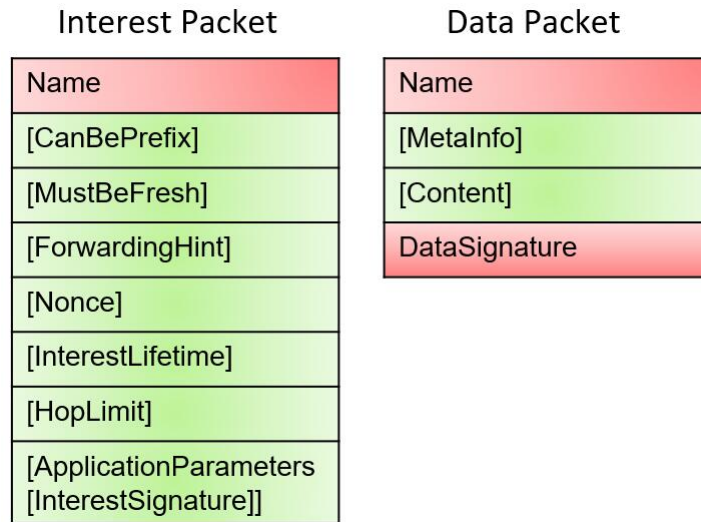 Interest Packet
Name
[CanBePrefix]
[MustBeFresh]
[ForwardingHint]
[Nonce]
[InterestLifetime]
[HopLimit]
[ApplicationParameters
[InterestSignature]]
Data Packet
Name
[MetaInfo]
[Content]
DataSignature